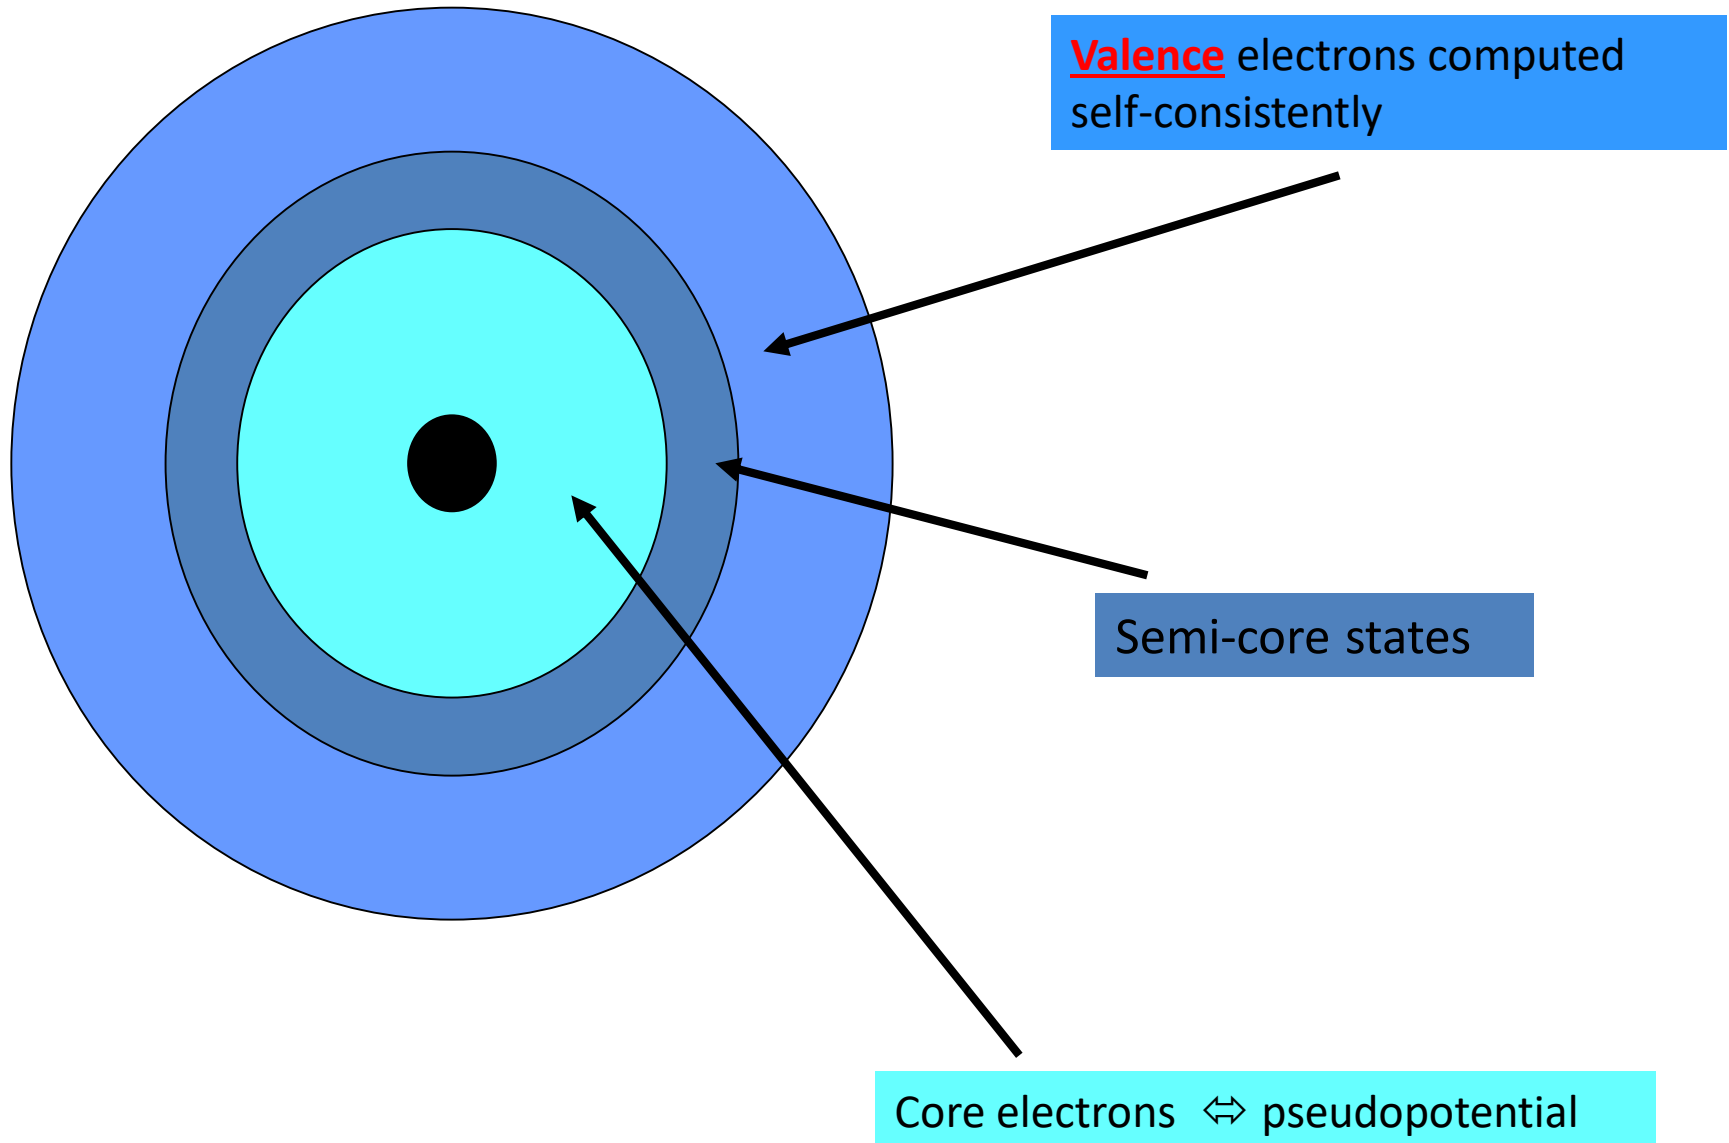 Valence electrons computed
self-consistently
Semi-core states
Core electrons ⬄ pseudopotential